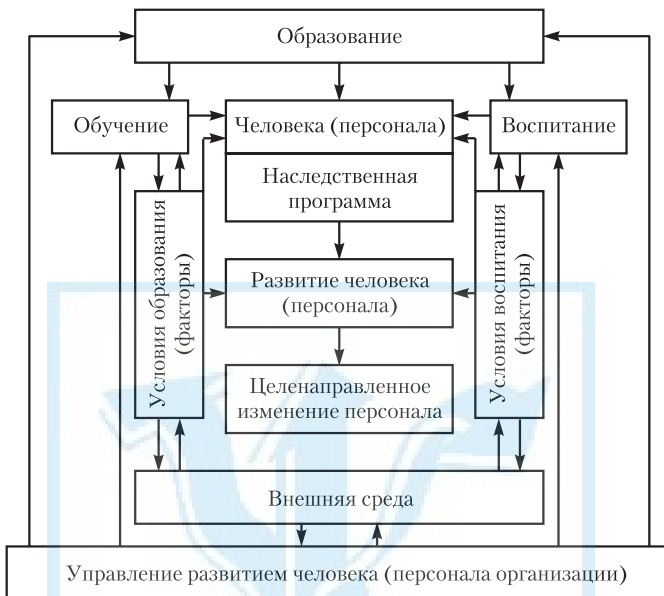 Образование
Обучение
Человека (персонала)
Воспитание
Наследственная
программа
Условия образования
(факторы)
Развитие человека
(персонала)
Условия воспитания
(факторы)
Целенаправленное
изменение персонала
Внешняя среда
Управление развитием человека (персонала организации)